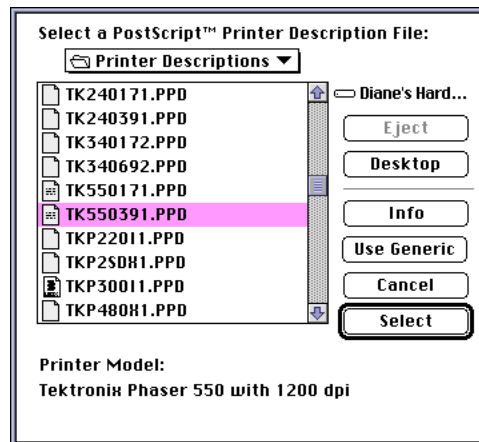 Select a PostScript™ Printer Description File:
Printer Descriptions
TK240171.PPD
Diane's Hard...
TK240391.PPD
Eject
TK340172.PPD
TK340692.PPD
Desktop
TK550171.PPD
TK550391.PPD
Info
TKP220I1.PPD
Use Generic
TKP2SDX1.PPD
TKP300I1.PPD
Cancel
TKP480X1.PPD
Select
Printer Model:
Tektronix Phaser 550 with 1200 dpi